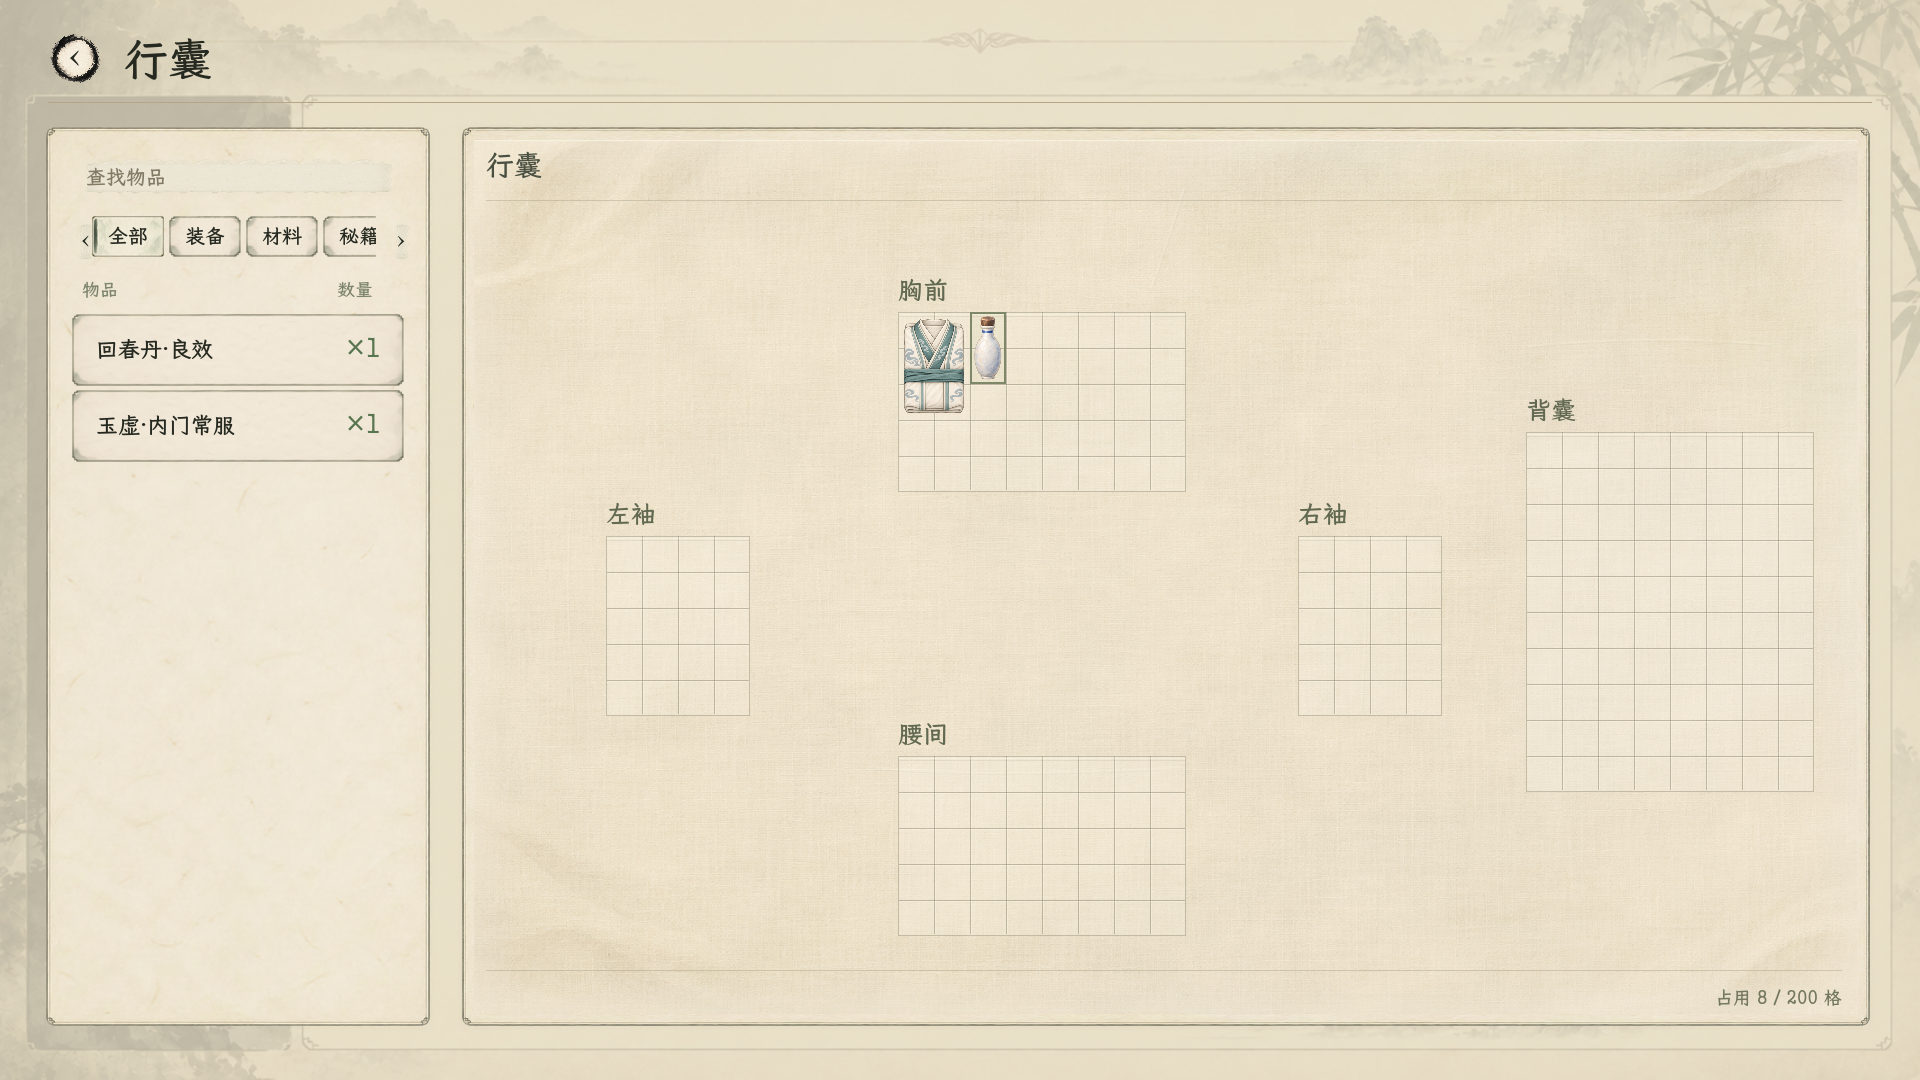 行囊
查找物品
全部 装备 材料 秘籍
物品 数量
回春丹·良效 ×1
玉虚·内门常服 ×1
行囊
胸前
背囊
左袖
右袖
腰间
占用 8 / 200 格